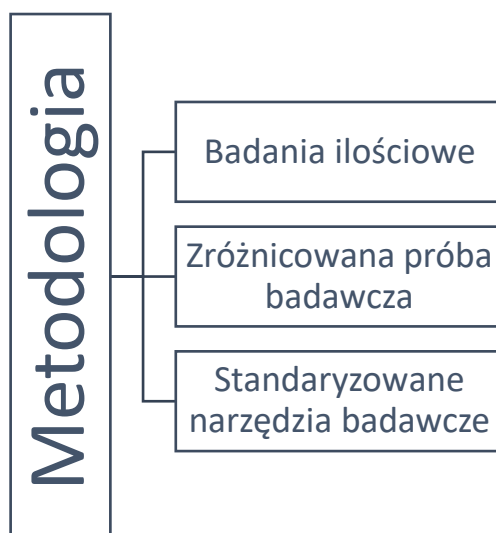 Metodologia
Badania ilościowe
Zróżnicowana próba
badawcza
Standaryzowane
narzędzia badawcze